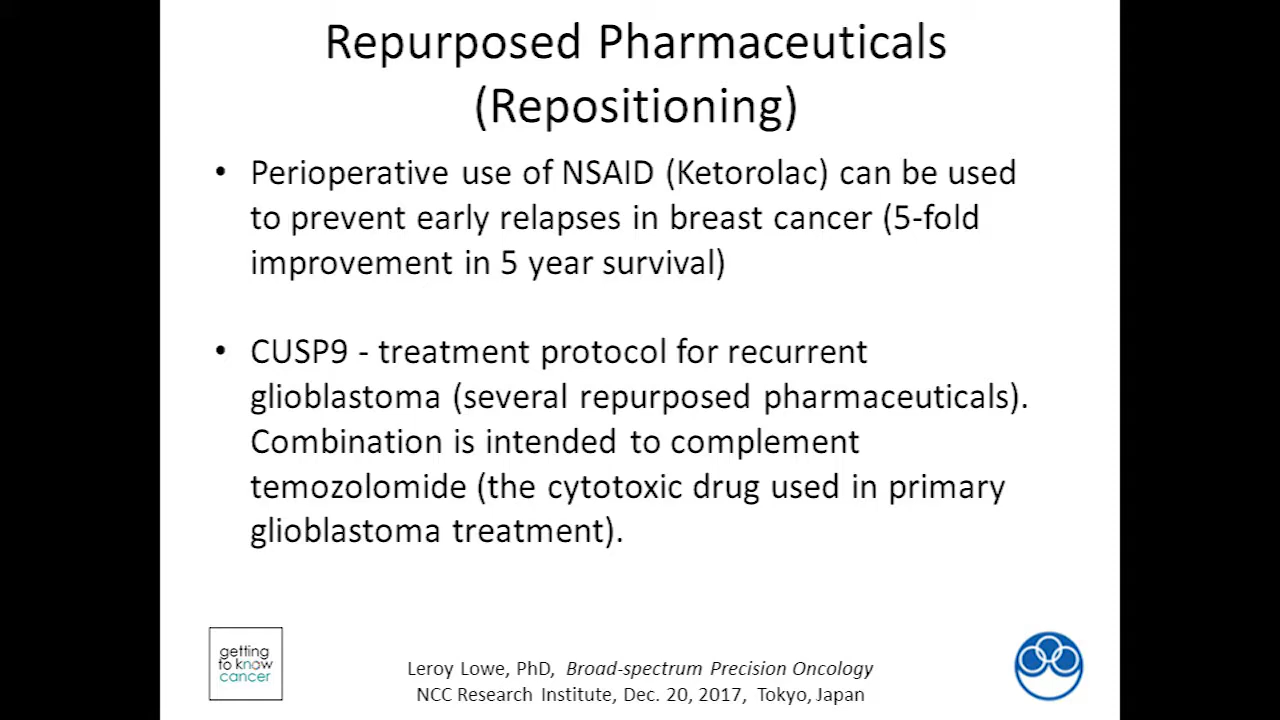 Repurposed Pharmaceuticals
(Repositioning)
• Perioperative use of NSAID (Ketorolac) can be used
to prevent early relapses in breast cancer (5-fold
improvement in 5 year survival)
• CUSP9 - treatment protocol for recurrent
glioblastoma (several repurposed pharmaceuticals).
Combination is intended to complement
temozolomide (the cytotoxic drug used in primary
glioblastoma treatment).
getting
to know
cancer
Leroy Lowe, PhD, Broad-spectrum Precision Oncology
NCC Research Institute, Dec. 20, 2017, Tokyo, Japan